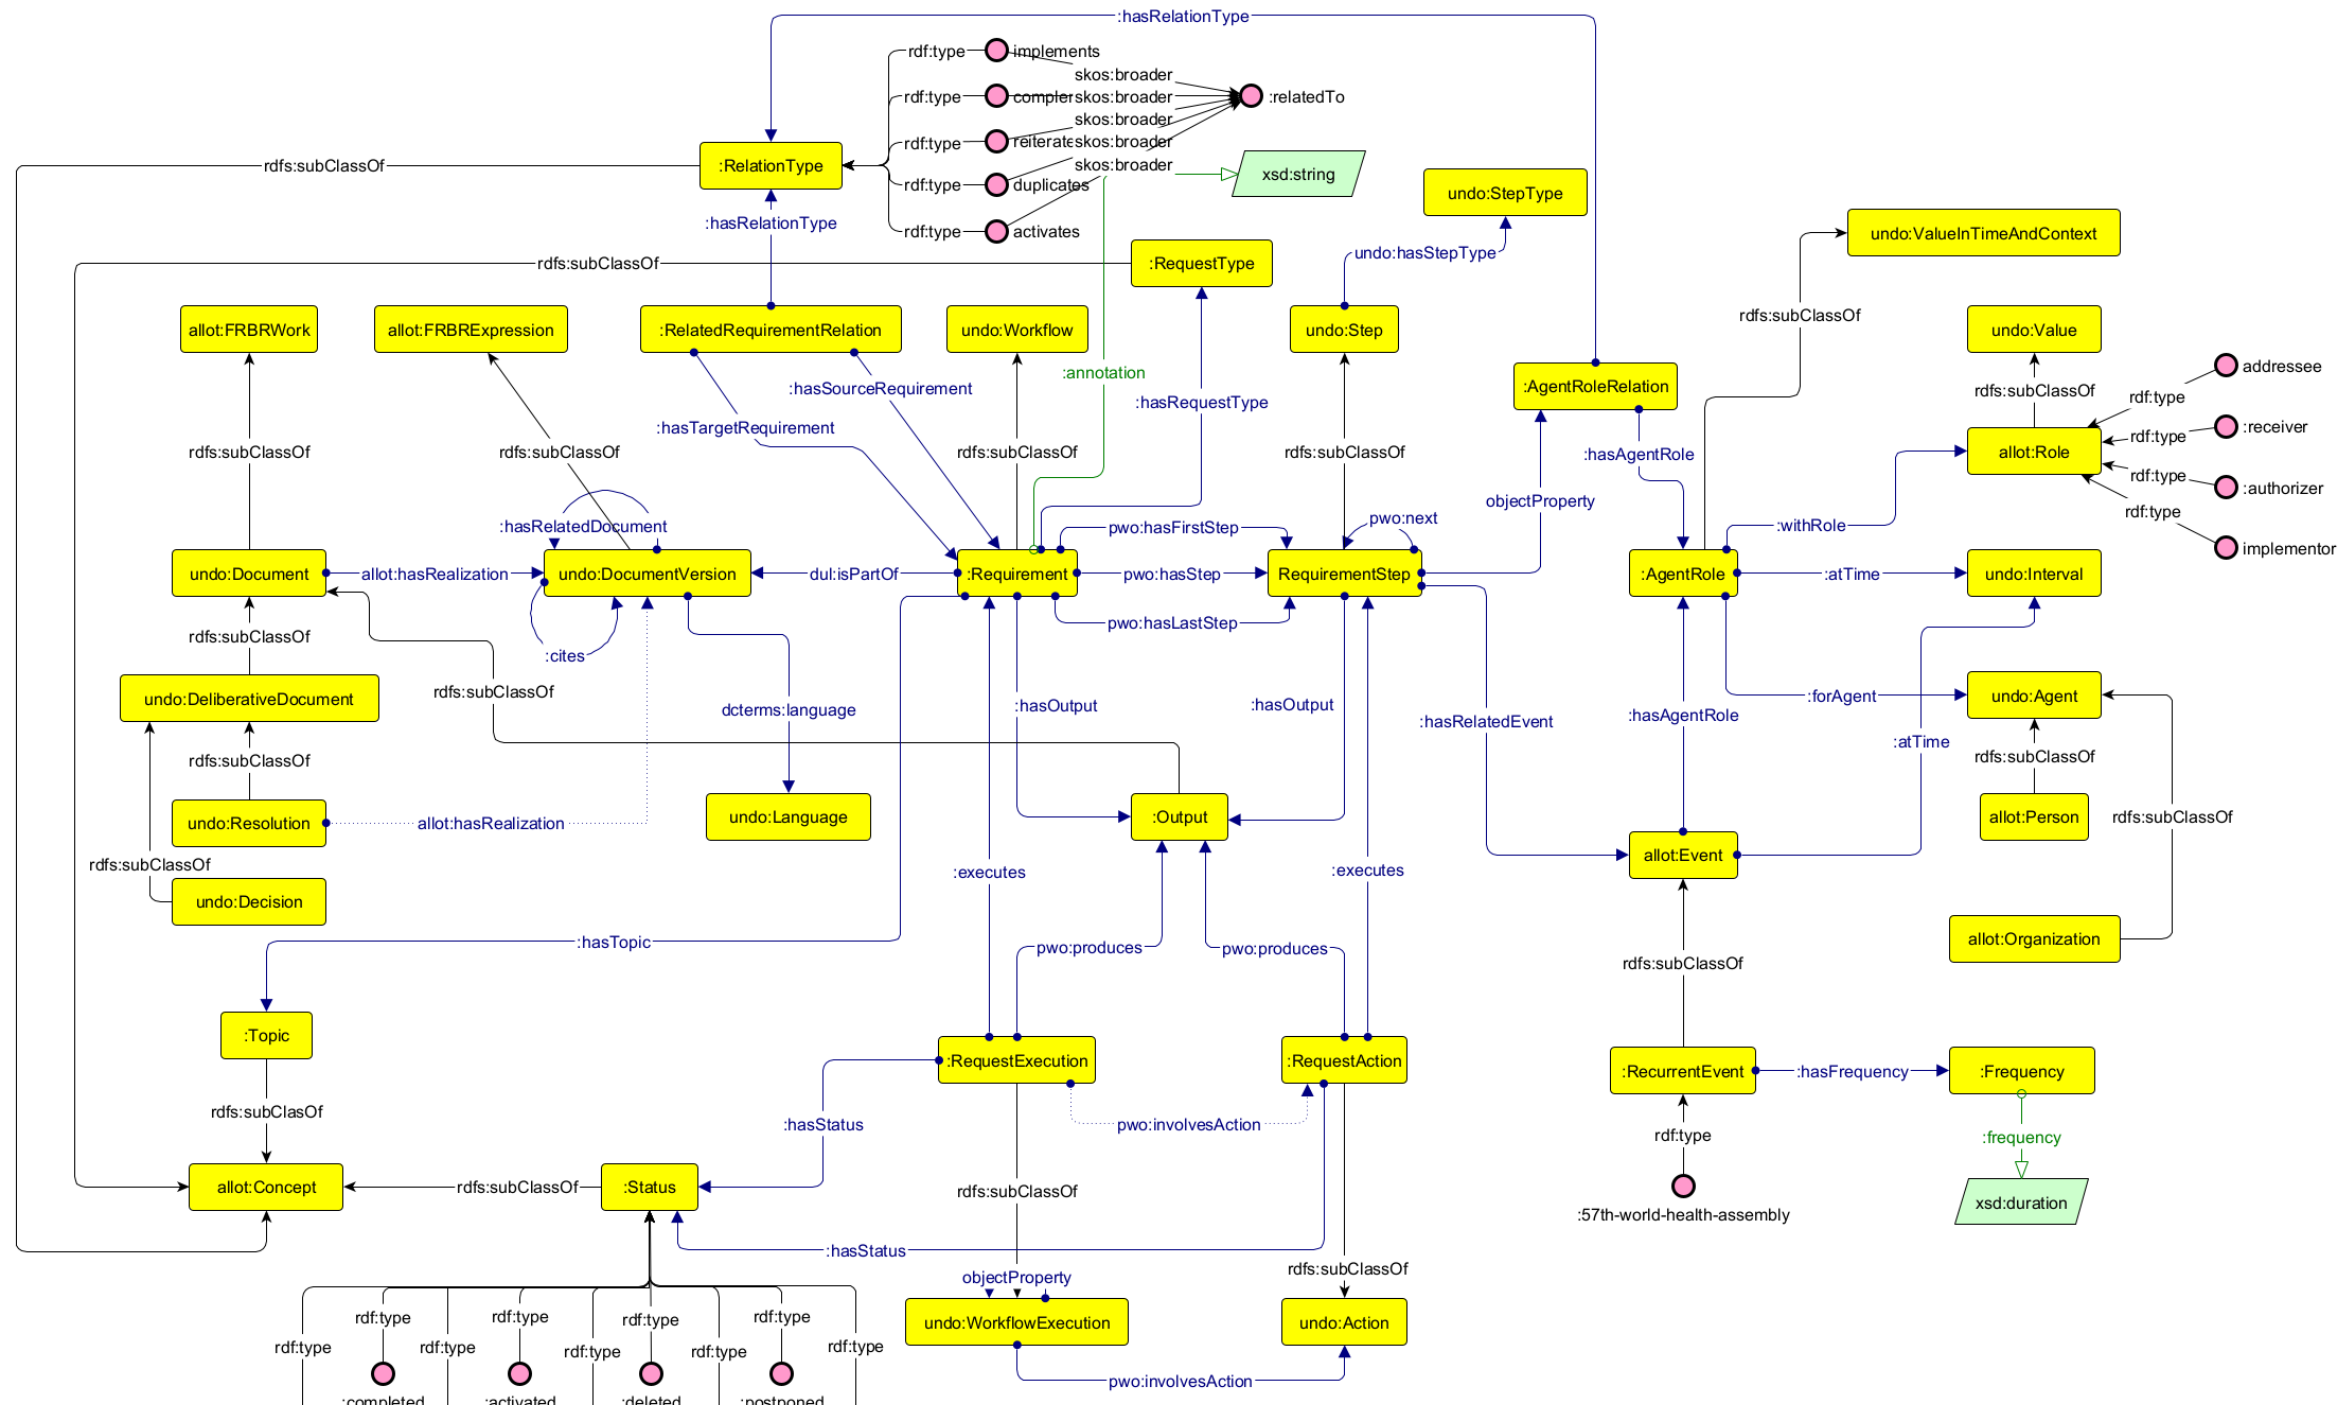 :hasRelationType
rdf:type
implements
skos:broader
rdf:type
skos:broader
:relatedTo
skos:broader
rdf:type
skos:broader
:RelationType
rdfs:subClassOf
skos:broader
xsd:string
rdf:type
duplicates
undo:StepType
:hasRelationType
rdf:type
activates
undo:ValueInTimeAndContext
undo:hasStepType
rdfs:subClassOf
:RequestType
rdfs:subClassOf
allot:FRBRWork
allot:FRBRExpression
:RelatedRequirementRelation
undo:Workflow
undo:Step
undo:Value
addressee
:annotation
:AgentRoleRelation
:hasSourceRequirement
rdfs:subClassOf
rdf:type
:hasRequestType
:hasTargetRequirement
:receiver
rdf:type
rdfs:subClassOf
rdfs:subClassOf
rdfs:subClassOf
rdfs:subClassOf
:hasAgentRole
allot:Role
rdf:type
:authorizer
objectProperty
rdf:type
:hasRelatedDocument
:hasFirstStep
pwo:hasFirstStep
pwo:next
:withRole
implementor
undo:Document
allot:hasRealization
undo:DocumentVersion
dul:isPartOf
:Requirement
pwo:hasStep
RequirementStep
:AgentRole
:atTime
undo:Interval
rdfs:subClassOf
pwo:hasLastStep
:cites
rdfs:subClassOf
undo:DeliberativeDocument
dcterms:language
:hasOutput
:hasOutput
:hasRelatedEvent
:hasAgentRole
:forAgent
undo:Agent
:atTime
rdfs:subClassOf
rdfs:subClassOf
undo:Resolution
allot:hasRealization
undo:Language
:Output
allot:Person
rdfs:subClassOf
allot:Event
rdfs:subClassOf
:executes
:executes
undo:Decision
:hasTopic
pwo:produces
pwo:produces
allot:Organization
rdfs:subClassOf
:Topic
:RequestExecution
:RequestAction
:RecurrentEvent
:hasFrequency
:Frequency
rdfs:subClasOf
:hasStatus
pwo:involvesAction
rdf:type
:frequency
allot:Concept
rdfs:subClassOf
:Status
rdfs:subClassOf
xsd:duration
:57th-world-health-assembly
:hasStatus
rdfs:subClassOf
objectProperty
rdf:type
rdf:type
rdf:type
rdf:type
undo:WorkflowExecution
undo:Action
rdf:type
rdf:type
rdf:type
rdf:type
rdf:type
:completed
:activated
:deleted
:postponed
pwo:involvesAction